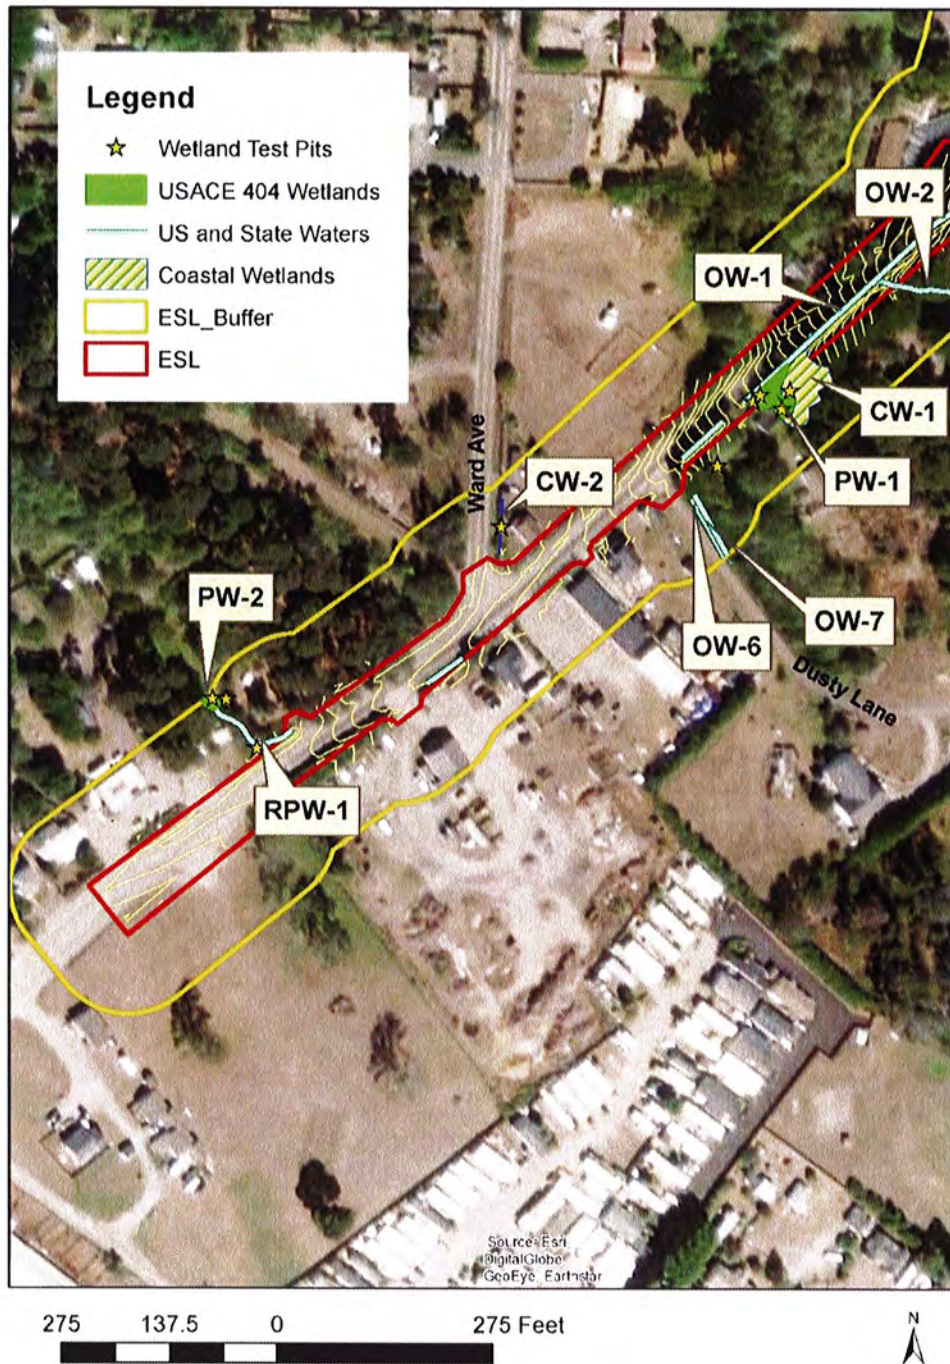 Legend
Wetland Test Pits
USACE 404 Wetlands
US and State Waters
Coastal Wetlands
ESL_Buffer
ESL
OW-2
OW-1
CW-1
PW-1
Ward Ave
CW-2
PW-2
OW-7
OW-6
Dusty Lane
RPW-1
Source: Esri
DigitalGlobe
GeoEye, Earthstar
275 137.5 0 275 Feet
N